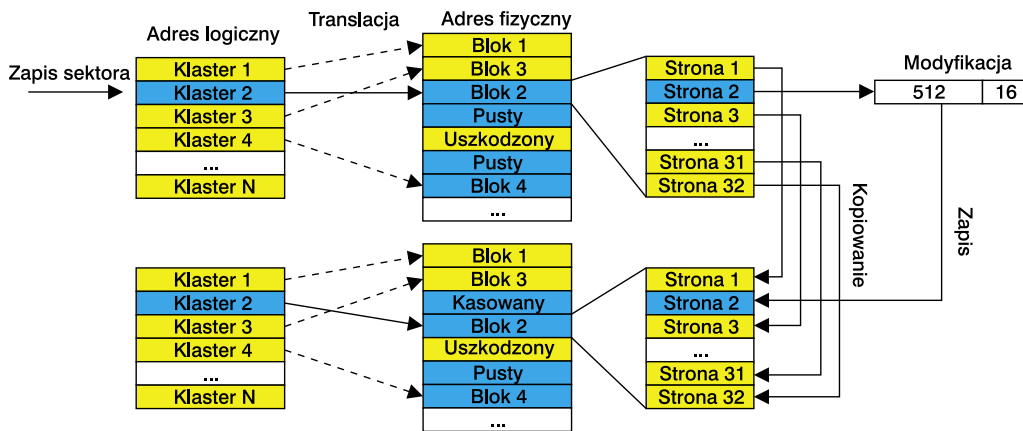 Translacja
Adres logiczny
Adres fizyczny
Zapis sektora
Klaster 1
Klaster 2
Klaster 3
Klaster 4
...
Klaster N
Blok 1
Blok 3
Blok 2
Pusty
Uszkodzony
Pusty
Blok 4
...
Strona 1
Strona 2
Strona 3
...
Strona 31
Strona 32
Modyfikacja
512 16
Kopiowanie
Zapis
Klaster 1
Klaster 2
Klaster 3
Klaster 4
...
Klaster N
Blok 1
Blok 3
Kasowany
Blok 2
Uszkodzony
Pusty
Blok 4
...
Strona 1
Strona 2
Strona 3
...
Strona 31
Strona 32